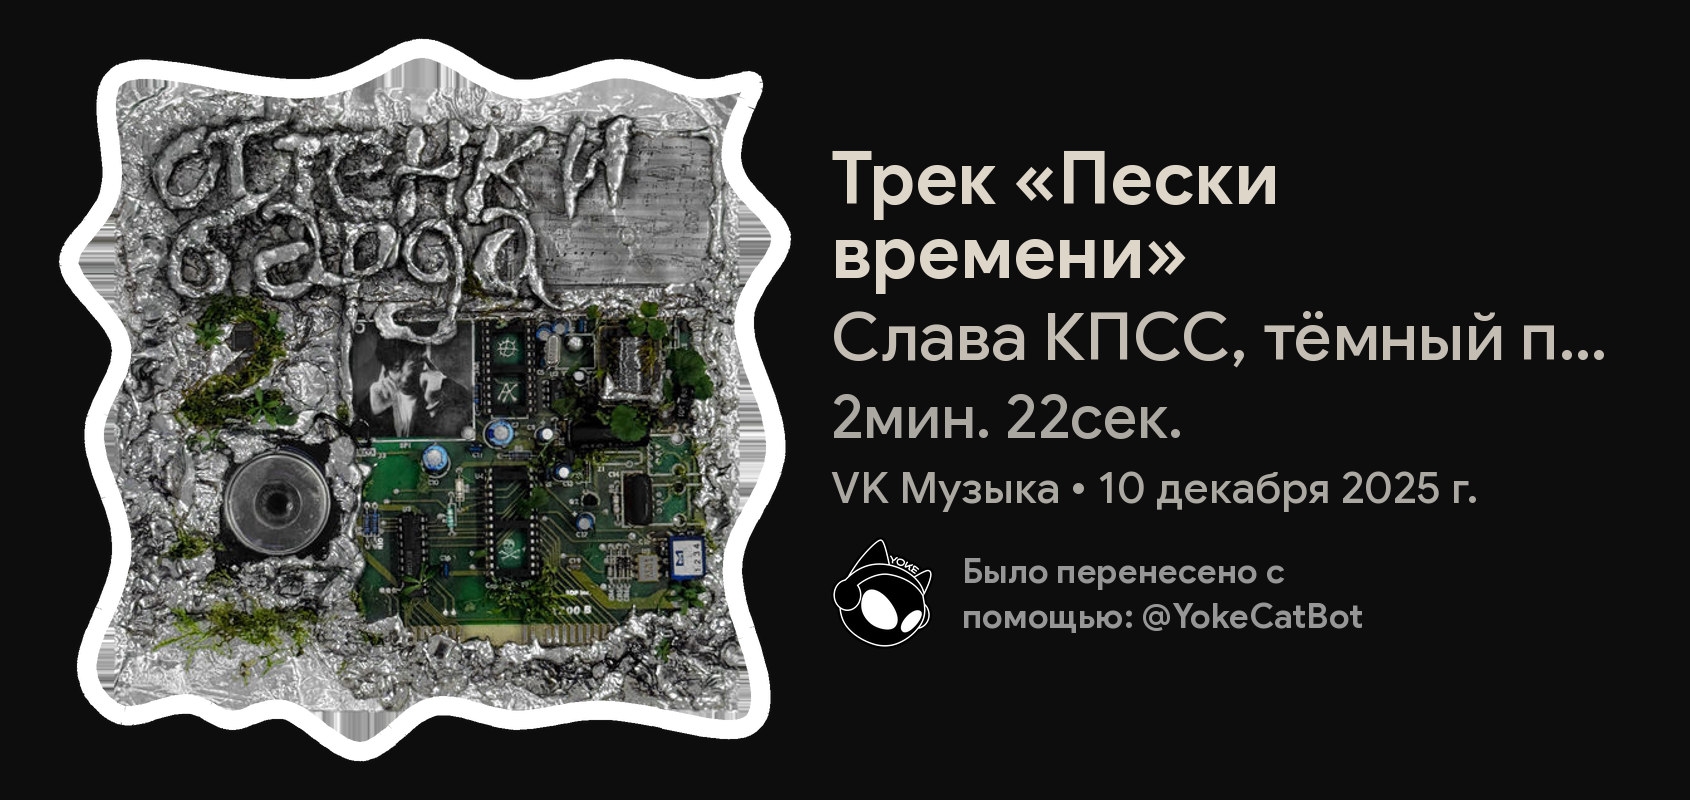 оттенки
барда
2
Трек «Пески
времени»
Слава КПСС, тёмный п...
2мин. 22сек.
VK Музыка • 10 декабря 2025 г.
YOKE
Было перенесено с
помощью: @YokeCatBot